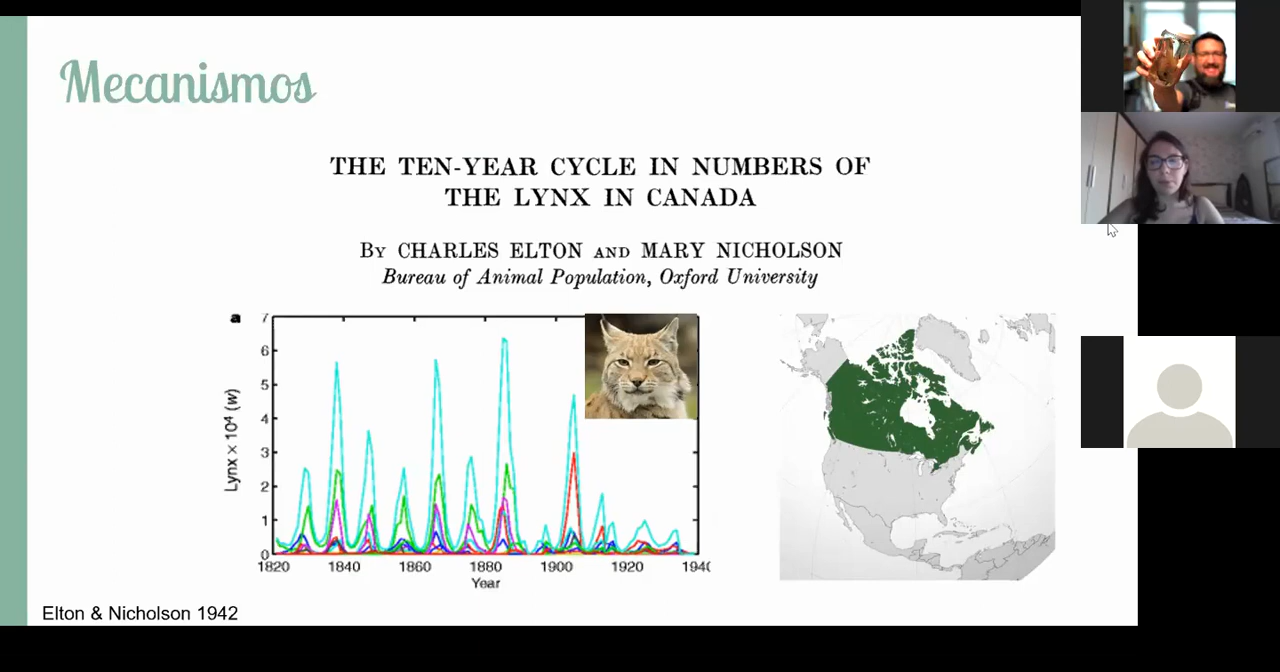 Mecanismos
THE TEN-YEAR CYCLE IN NUMBERS OF
THE LYNX IN CANADA
BY CHARLES ELTON AND MARY NICHOLSON
Bureau of Animal Population, Oxford University
a
7
6
5
4
3
2
1
0
Lynx × 10⁴ (w)
1820 1840 1860 1880 1900 1920 1940
Year
Elton & Nicholson 1942